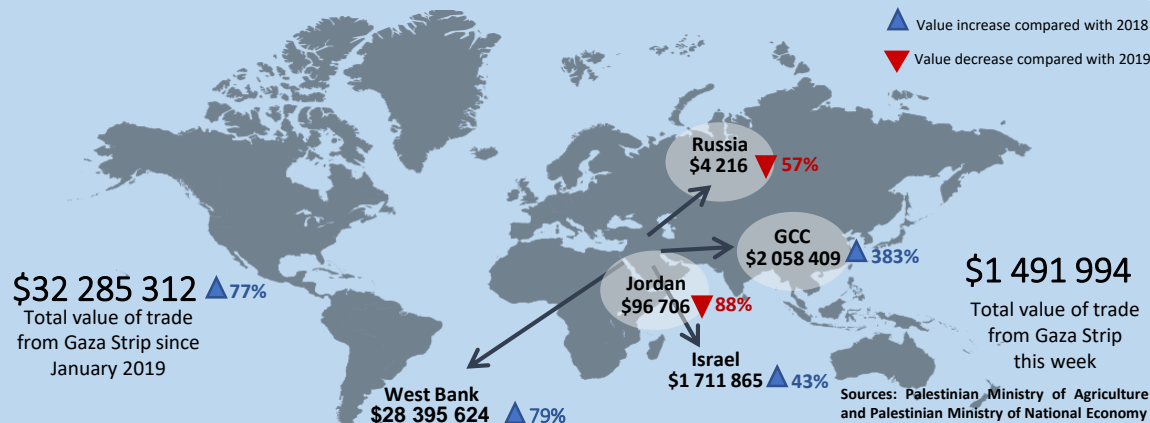 Value increase compared with 2018
Value decrease compared with 2019
Russia
$4 216 57%
GCC
$2 058 409 383%
Jordan
$96 706 88%
Israel
$1 711 865 43%
West Bank
$28 395 624 79%
$32 285 312 77%
Total value of trade
from Gaza Strip since
January 2019
$1 491 994
Total value of trade
from Gaza Strip
this week
Sources: Palestinian Ministry of Agriculture
and Palestinian Ministry of National Economy